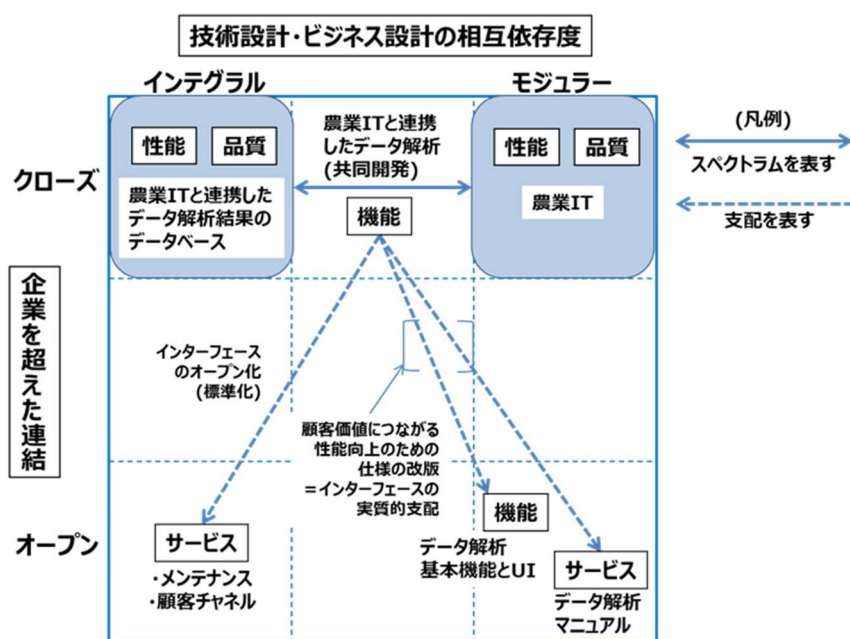 技術設計・ビジネス設計の相互依存度
インテグラル
モジュラー
クローズ
性能
品質
農業ITと連携した
データ解析結果の
データベース
農業ITと連携
したデータ解析
(共同開発)
機能
性能
品質
農業IT
(凡例)
スペクトラムを表す
支配を表す
企業を超えた連結
インターフェース
のオープン化
(標準化)
顧客価値につながる
性能向上のための
仕様の改版
=インターフェースの
実質的支配
オープン
サービス
・メンテナンス
・顧客チャネル
機能
データ解析
基本機能とUI
サービス
データ解析
マニュアル